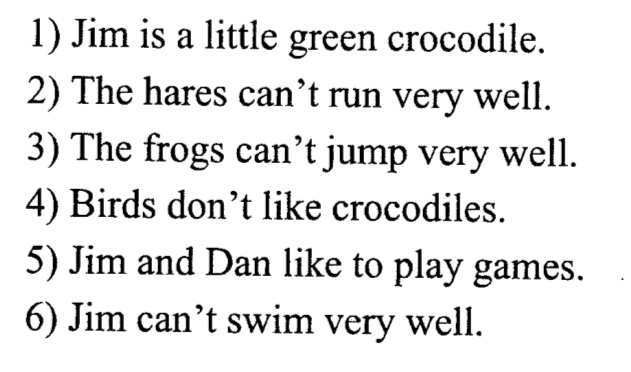 1) Jim is a little green crocodile.
2) The hares can't run very well.
3) The frogs can't jump very well.
4) Birds don't like crocodiles.
5) Jim and Dan like to play games.
6) Jim can't swim very well.